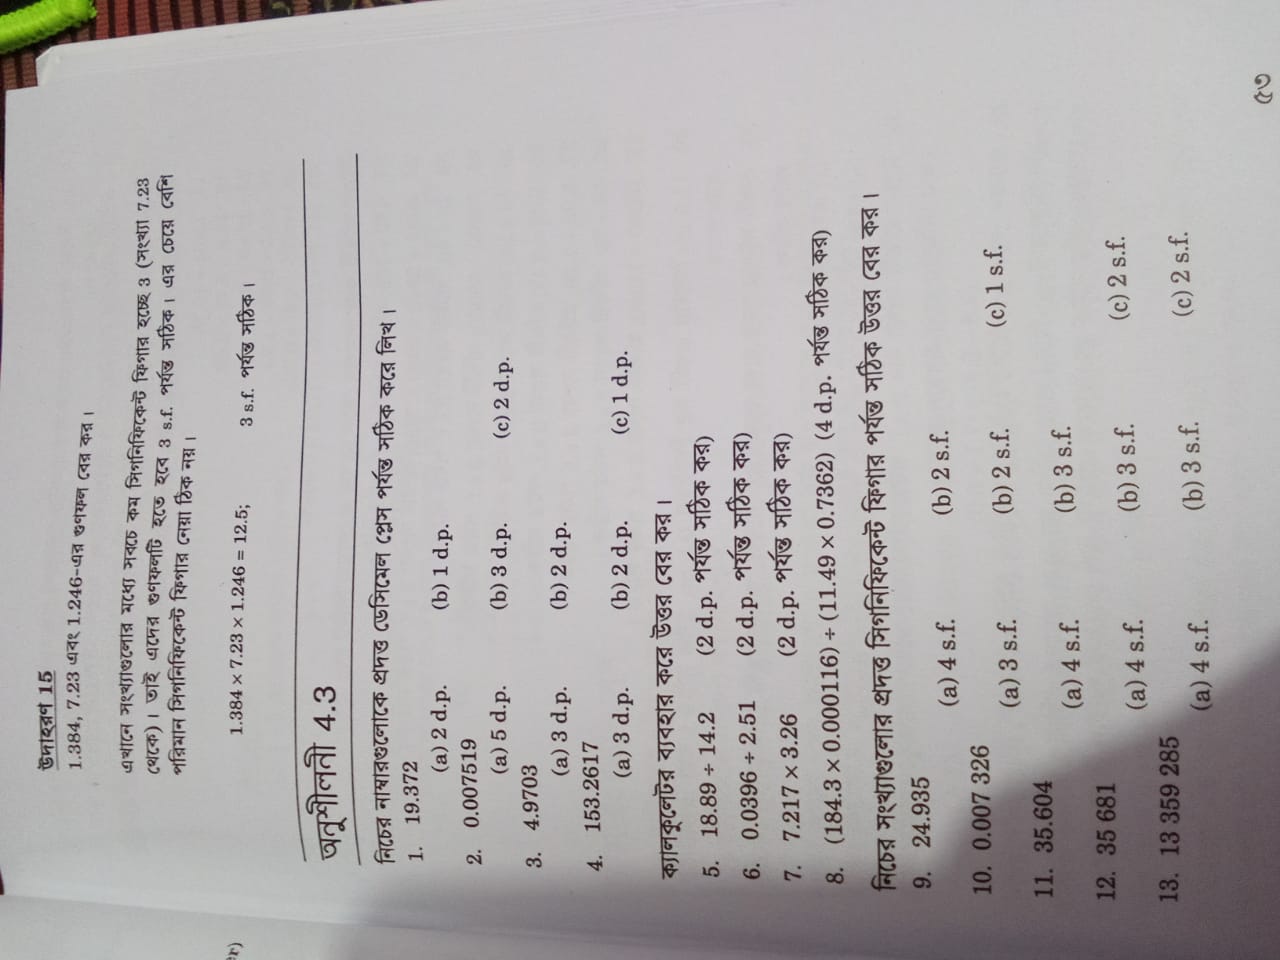 উদাহরণ 15
1.384, 7.23 এবং 1.246-এর গুণফল বের কর।
এখানে সংখ্যাগুলোর মধ্যে সবচে কম সিগনিফিকেন্ট ফিগার হচ্ছে 3 (সংখ্যা 7.23
থেকে)। তাই এদের গুণফলটি হতে হবে 3 s.f. পর্যন্ত সঠিক। এর চেয়ে বেশি
পরিমান সিগনিফিকেন্ট ফিগার নেয়া ঠিক নয়।
er)
1.384 × 7.23 × 1.246 = 12.5; 3 s.f. পর্যন্ত সঠিক।
অনুশীলনী 4.3
নিচের নাম্বারগুলোকে প্রদত্ত ডেসিমেল প্লেস পর্যন্ত সঠিক করে লিখ।
1. 19.372
(a) 2 d.p. (b) 1 d.p.
2. 0.007519
(a) 5 d.p. (b) 3 d.p. (c) 2 d.p.
3. 4.9703
(a) 3 d.p. (b) 2 d.p.
4. 153.2617
(a) 3 d.p. (b) 2 d.p. (c) 1 d.p.
ক্যালকুলেটর ব্যবহার করে উত্তর বের কর।
5. 18.89 ÷ 14.2 (2 d.p. পর্যন্ত সঠিক কর)
6. 0.0396 ÷ 2.51 (2 d.p. পর্যন্ত সঠিক কর)
7. 7.217 × 3.26 (2 d.p. পর্যন্ত সঠিক কর)
8. (184.3 × 0.000116) ÷ (11.49 × 0.7362) (4 d.p. পর্যন্ত সঠিক কর)
নিচের সংখ্যাগুলোর প্রদত্ত সিগনিফিকেন্ট ফিগার পর্যন্ত সঠিক উত্তর বের কর।
9. 24.935
(a) 4 s.f. (b) 2 s.f.
10. 0.007 326
(a) 3 s.f. (b) 2 s.f. (c) 1 s.f.
11. 35.604
(a) 4 s.f. (b) 3 s.f.
12. 35 681
(a) 4 s.f. (b) 3 s.f. (c) 2 s.f.
13. 13 359 285
(a) 4 s.f. (b) 3 s.f. (c) 2 s.f.
৫৩